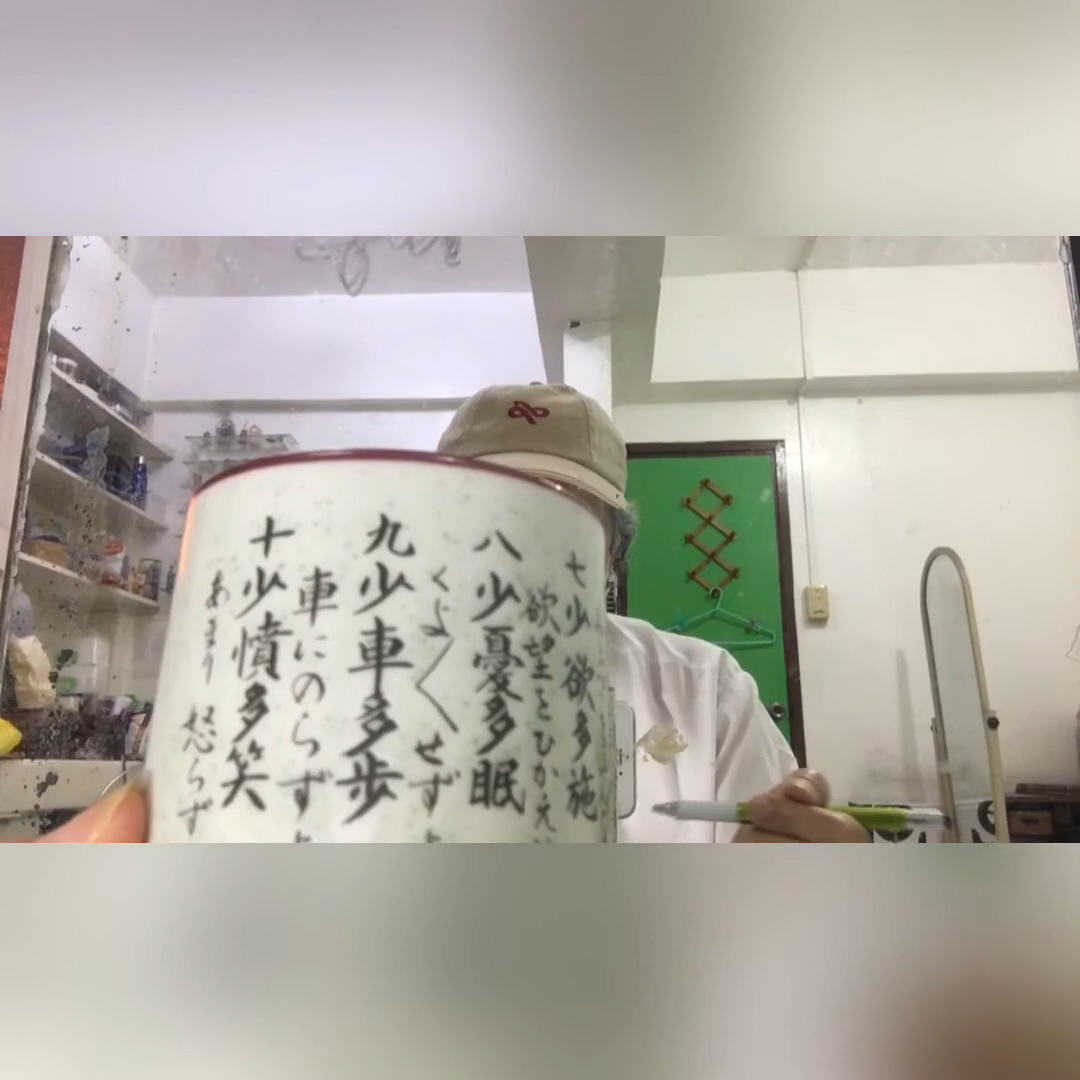 七少欲多施
欲望をひかえ
八少憂多眠
くよ〳〵せず
九少車多歩
車にのらず
十少憤多笑
あまり怒らず